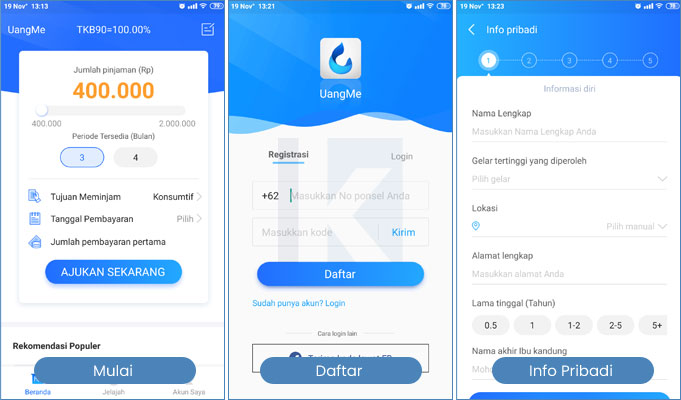 19 Nov' 13:13
UangMe
TKB90=100.00%
Jumlah pinjaman (Rp)
400.000
400.000 2.000.000
Periode Tersedia (Bulan)
3 4
Tujuan Meminjam Konsumtif
Tanggal Pembayaran Pilih
Jumlah pembayaran pertama
AJUKAN SEKARANG
Rekomendasi Populer
Mulai
Beranda Jelajah Akun Saya
19 Nov' 13:21
UangMe
Registrasi Login
+62 Masukkan No ponsel Anda
Masukkan kode Kirim
Daftar
Sudah punya akun? Login
Cara login lain
Daftar
19 Nov' 13:23
Info pribadi
1 2 3 4 5
Informasi diri
Nama Lengkap
Masukkan Nama Lengkap Anda
Gelar tertinggi yang diperoleh
Pilih gelar
Lokasi
Pilih manual
Alamat lengkap
Masukkan alamat Anda
Lama tinggal (Tahun)
0.5 1 1-2 2-5 5+
Nama akhir Ibu kandung
Info Pribadi